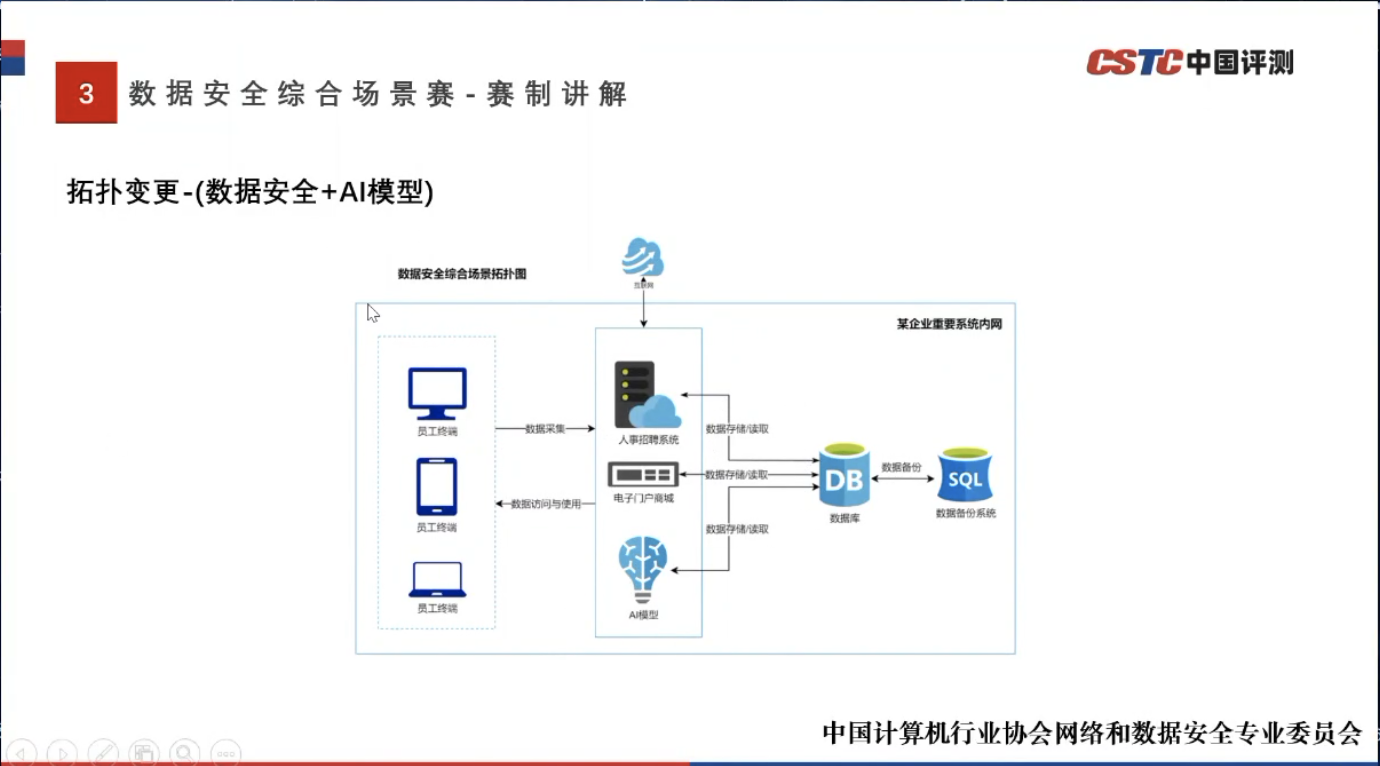 CSTC中国评测
3 数据安全综合场景赛-赛制讲解
拓扑变更-(数据安全+AI模型)
数据安全综合场景拓扑图
互联网
某企业重要系统内网
员工终端
数据采集
人事招聘系统
数据存储/读取
员工终端
数据访问与使用
电子门户商城
数据存储/读取
DB
数据库
数据备份
SQL
数据备份系统
员工终端
AI模型
数据存储/读取
中国计算机行业协会网络和数据安全专业委员会